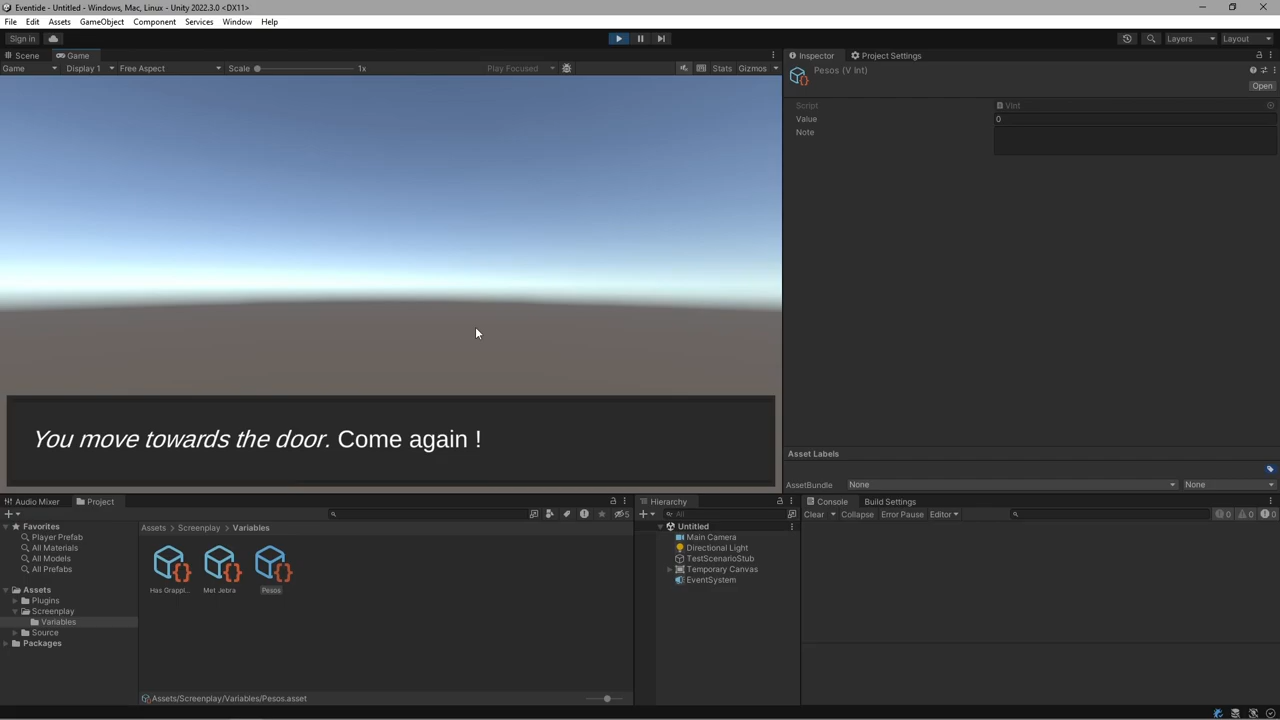 Eventide - Untitled - Windows, Mac, Linux - Unity 2022.3.0 <DX11>
File Edit Assets GameObject Component Services Window Help
Sign in Layers Layout
Scene Game
Game Display 1 Free Aspect Scale 1x Play Focused Stats Gizmos
Inspector Project Settings
Pesos (V Int)
Open
Script VInt
Value 0
Note
You move towards the door. Come again !
Asset Labels
AssetBundle None None
Audio Mixer Project
5
Favorites
Player Prefab
All Materials
All Models
All Prefabs
Assets
Plugins
Screenplay
Variables
Source
Packages
Assets > Screenplay > Variables
Has Grappi...
Met Jebra
Pesos
Assets/Screenplay/Variables/Pesos.asset
Hierarchy
All
Untitled
Main Camera
Directional Light
TestScenarioStub
Temporary Canvas
EventSystem
Console Build Settings
Clear Collapse Error Pause Editor 0 0 0